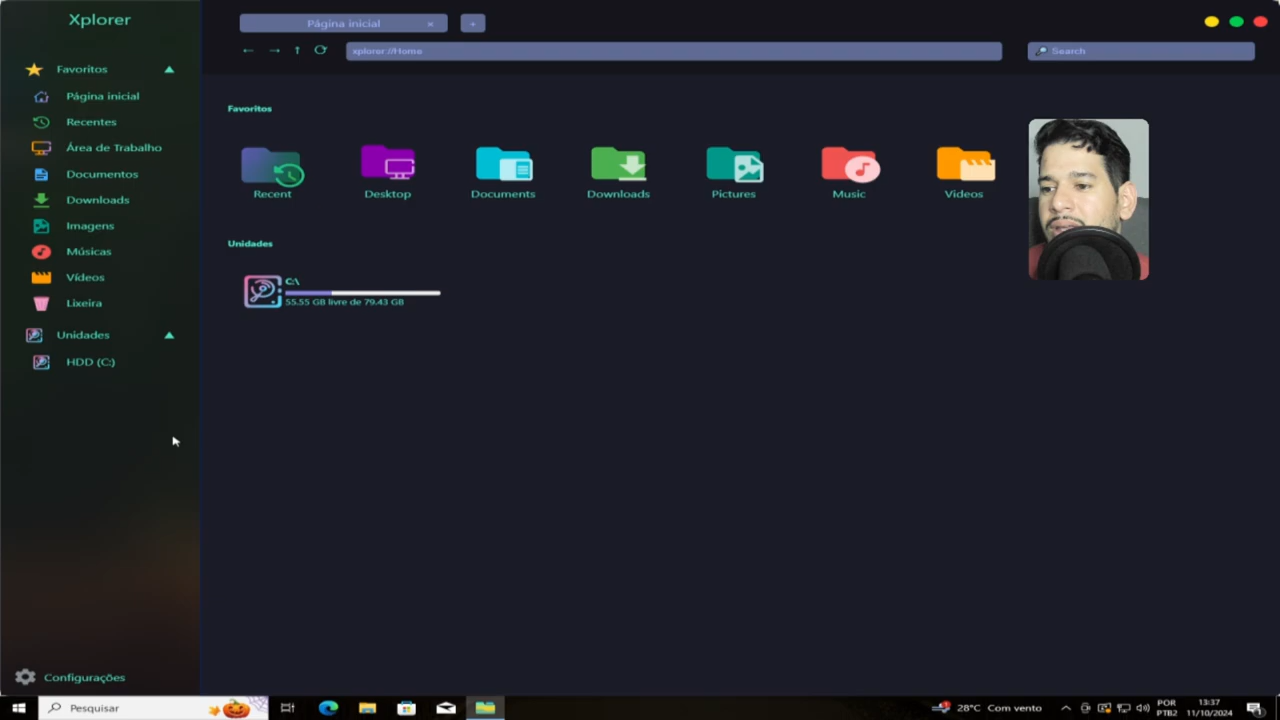 Xplorer
Página inicial
×
+
xplorer://Home
Search
Favoritos
Página inicial
Recentes
Área de Trabalho
Documentos
Downloads
Imagens
Músicas
Vídeos
Lixeira
Unidades
HDD (C:)
Configurações
Favoritos
Recent
Desktop
Documents
Downloads
Pictures
Music
Videos
Unidades
C:\
55.55 GB livre de 79.43 GB
Pesquisar
28°C Com vento
POR
PTB2
13:37
11/10/2024